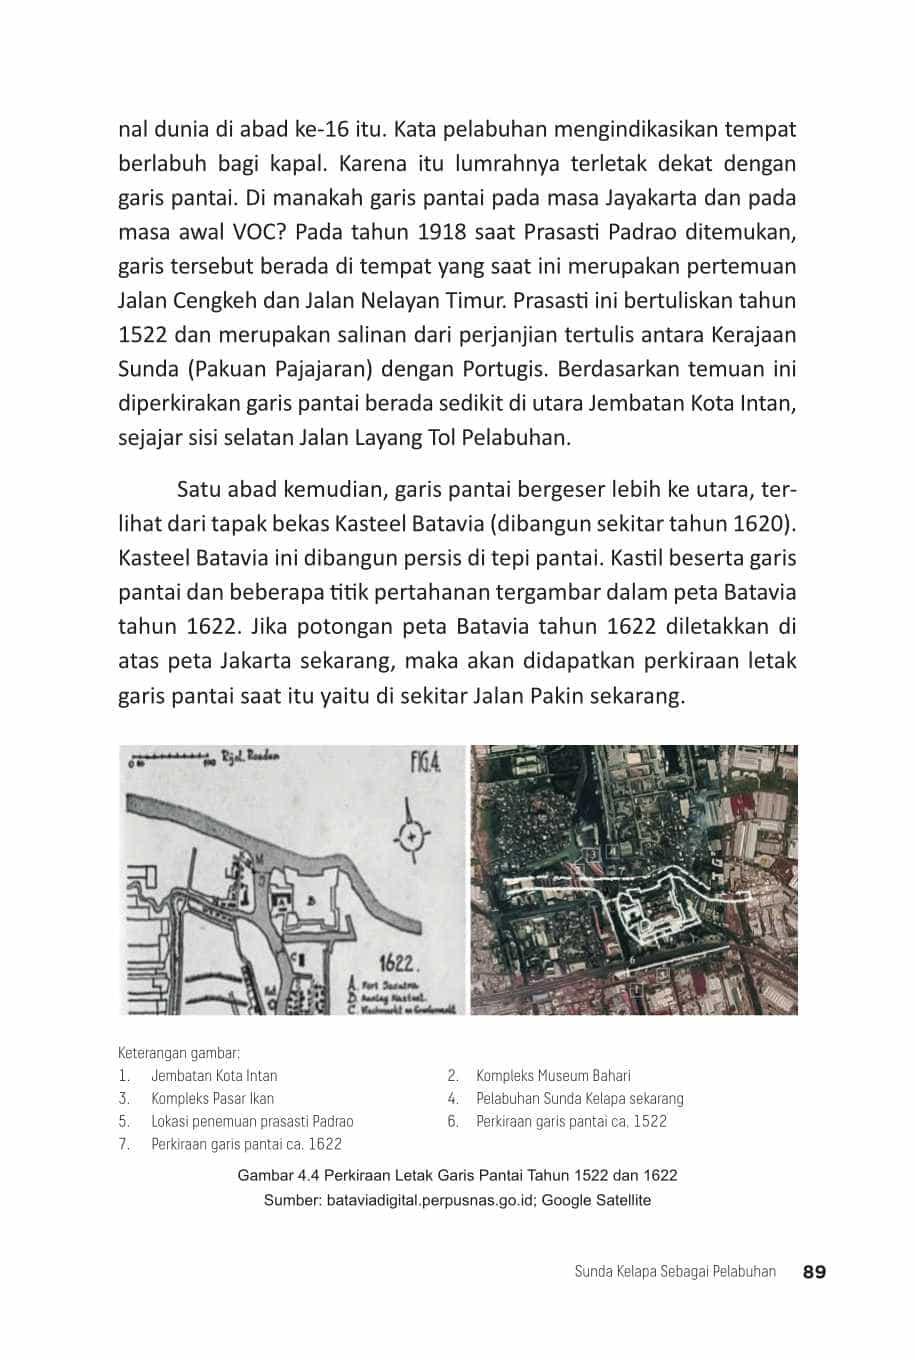 nal dunia di abad ke-16 itu. Kata pelabuhan mengindikasikan tempat
berlabuh bagi kapal. Karena itu lumrahnya terletak dekat dengan
garis pantai. Di manakah garis pantai pada masa Jayakarta dan pada
masa awal VOC? Pada tahun 1918 saat Prasasti Padrao ditemukan,
garis tersebut berada di tempat yang saat ini merupakan pertemuan
Jalan Cengkeh dan Jalan Nelayan Timur. Prasasti ini bertuliskan tahun
1522 dan merupakan salinan dari perjanjian tertulis antara Kerajaan
Sunda (Pakuan Pajajaran) dengan Portugis. Berdasarkan temuan ini
diperkirakan garis pantai berada sedikit di utara Jembatan Kota Intan,
sejajar sisi selatan Jalan Layang Tol Pelabuhan.
Satu abad kemudian, garis pantai bergeser lebih ke utara, ter-
lihat dari tapak bekas Kasteel Batavia (dibangun sekitar tahun 1620).
Kasteel Batavia ini dibangun persis di tepi pantai. Kastil beserta garis
pantai dan beberapa titik pertahanan tergambar dalam peta Batavia
tahun 1622. Jika potongan peta Batavia tahun 1622 diletakkan di
atas peta Jakarta sekarang, maka akan didapatkan perkiraan letak
garis pantai saat itu yaitu di sekitar Jalan Pakin sekarang.
Rijnl. Roeden
FIG.4.
1622.
A. Fort Jacatra
B. Aanleg Kasteel
C.
Keterangan gambar:
1. Jembatan Kota Intan
2. Kompleks Museum Bahari
3. Kompleks Pasar Ikan
4. Pelabuhan Sunda Kelapa sekarang
5. Lokasi penemuan prasasti Padrao
6. Perkiraan garis pantai ca. 1522
7. Perkiraan garis pantai ca. 1622
Gambar 4.4 Perkiraan Letak Garis Pantai Tahun 1522 dan 1622
Sumber: bataviadigital.perpusnas.go.id; Google Satellite
Sunda Kelapa Sebagai Pelabuhan 89